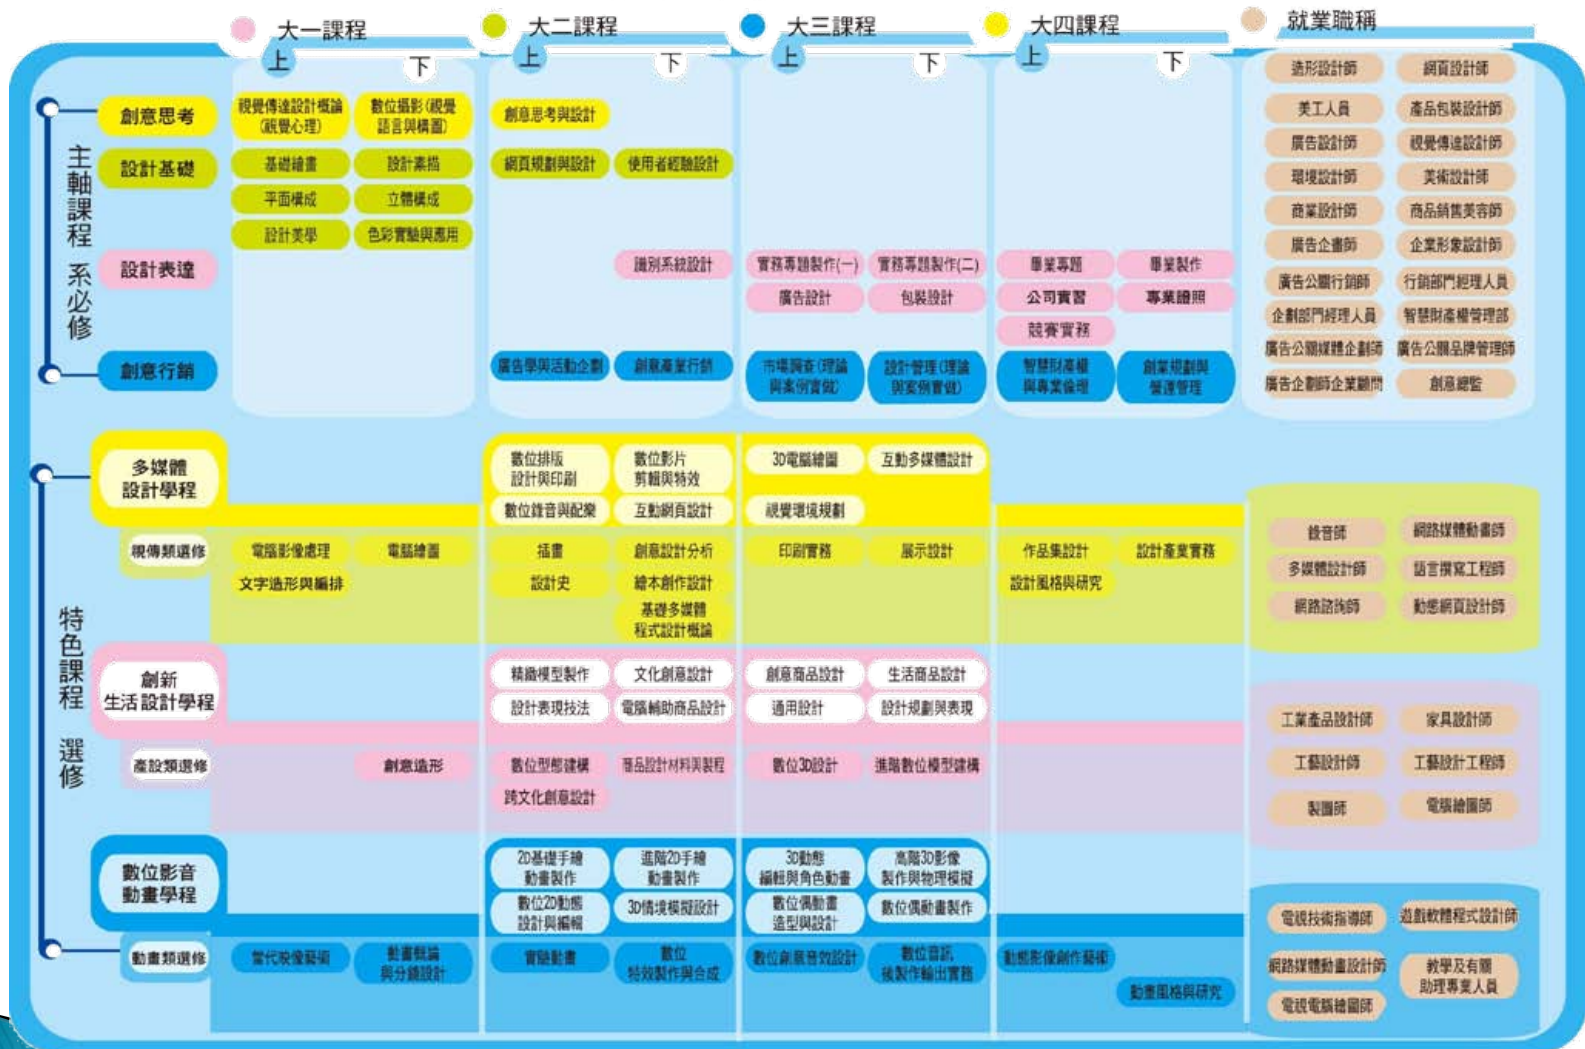 大一課程
大二課程
大三課程
大四課程
就業職稱
上
下
上
下
上
下
上
下
主軸課程 系必修
創意思考
視覺傳達設計概論
(視覺心理)
數位攝影(視覺
語言與構圖)
創意思考與設計
設計基礎
基礎繪畫
設計素描
網頁規劃與設計
使用者經驗設計
平面構成
立體構成
設計美學
色彩實驗與應用
設計表達
識別系統設計
實務專題製作(一)
實務專題製作(二)
畢業專題
畢業製作
廣告設計
包裝設計
公司實習
專業證照
競賽實務
創意行銷
廣告學與活動企劃
創意產業行銷
市場調查(理論
與案例實做)
設計管理(理論
與案例實做)
智慧財產權
與專業倫理
創業規劃與
營運管理
造形設計師
網頁設計師
美工人員
產品包裝設計師
廣告設計師
視覺傳達設計師
環境設計師
美術設計師
商業設計師
商品銷售美容師
廣告企畫師
企業形象設計師
廣告公關行銷師
行銷部門經理人員
企劃部門經理人員
智慧財產權管理部
廣告公關媒體企劃師
廣告公關品牌管理師
廣告企劃師企業顧問
創意總監
特色課程 選修
多媒體
設計學程
數位排版
設計與印刷
數位影片
剪輯與特效
3D電腦繪圖
互動多媒體設計
數位錄音與配樂
互動網頁設計
視覺環境規劃
視傳類選修
電腦影像處理
電腦繪圖
插畫
創意設計分析
印刷實務
展示設計
作品集設計
設計產業實務
文字造形與編排
設計史
繪本創作設計
設計風格與研究
基礎多媒體
程式設計概論
錄音師
網路媒體動畫師
多媒體設計師
語言撰寫工程師
網路諮詢師
動態網頁設計師
創新
生活設計學程
精緻模型製作
文化創意設計
創意商品設計
生活商品設計
設計表現技法
電腦輔助商品設計
通用設計
設計規劃與表現
產設類選修
創意造形
數位型態建構
商品設計材料與製程
數位3D設計
進階數位模型建構
跨文化創意設計
工業產品設計師
家具設計師
工藝設計師
工藝設計工程師
製圖師
電腦繪圖師
數位影音
動畫學程
2D基礎手繪
動畫製作
進階2D手繪
動畫製作
3D動態
編輯與角色動畫
高階3D影像
製作與物理模擬
數位2D動態
設計與編輯
3D情境模擬設計
數位偶動畫
造型與設計
數位偶動畫製作
動畫類選修
當代映像藝術
動畫概論
與分鏡設計
實驗動畫
數位
特效製作與合成
數位創意音效設計
數位音訊
後製作輸出實務
動態影像創作藝術
動畫風格與研究
電視技術指導師
遊戲軟體程式設計師
網路媒體動畫設計師
教學及有關
助理專業人員
電視電腦繪圖師